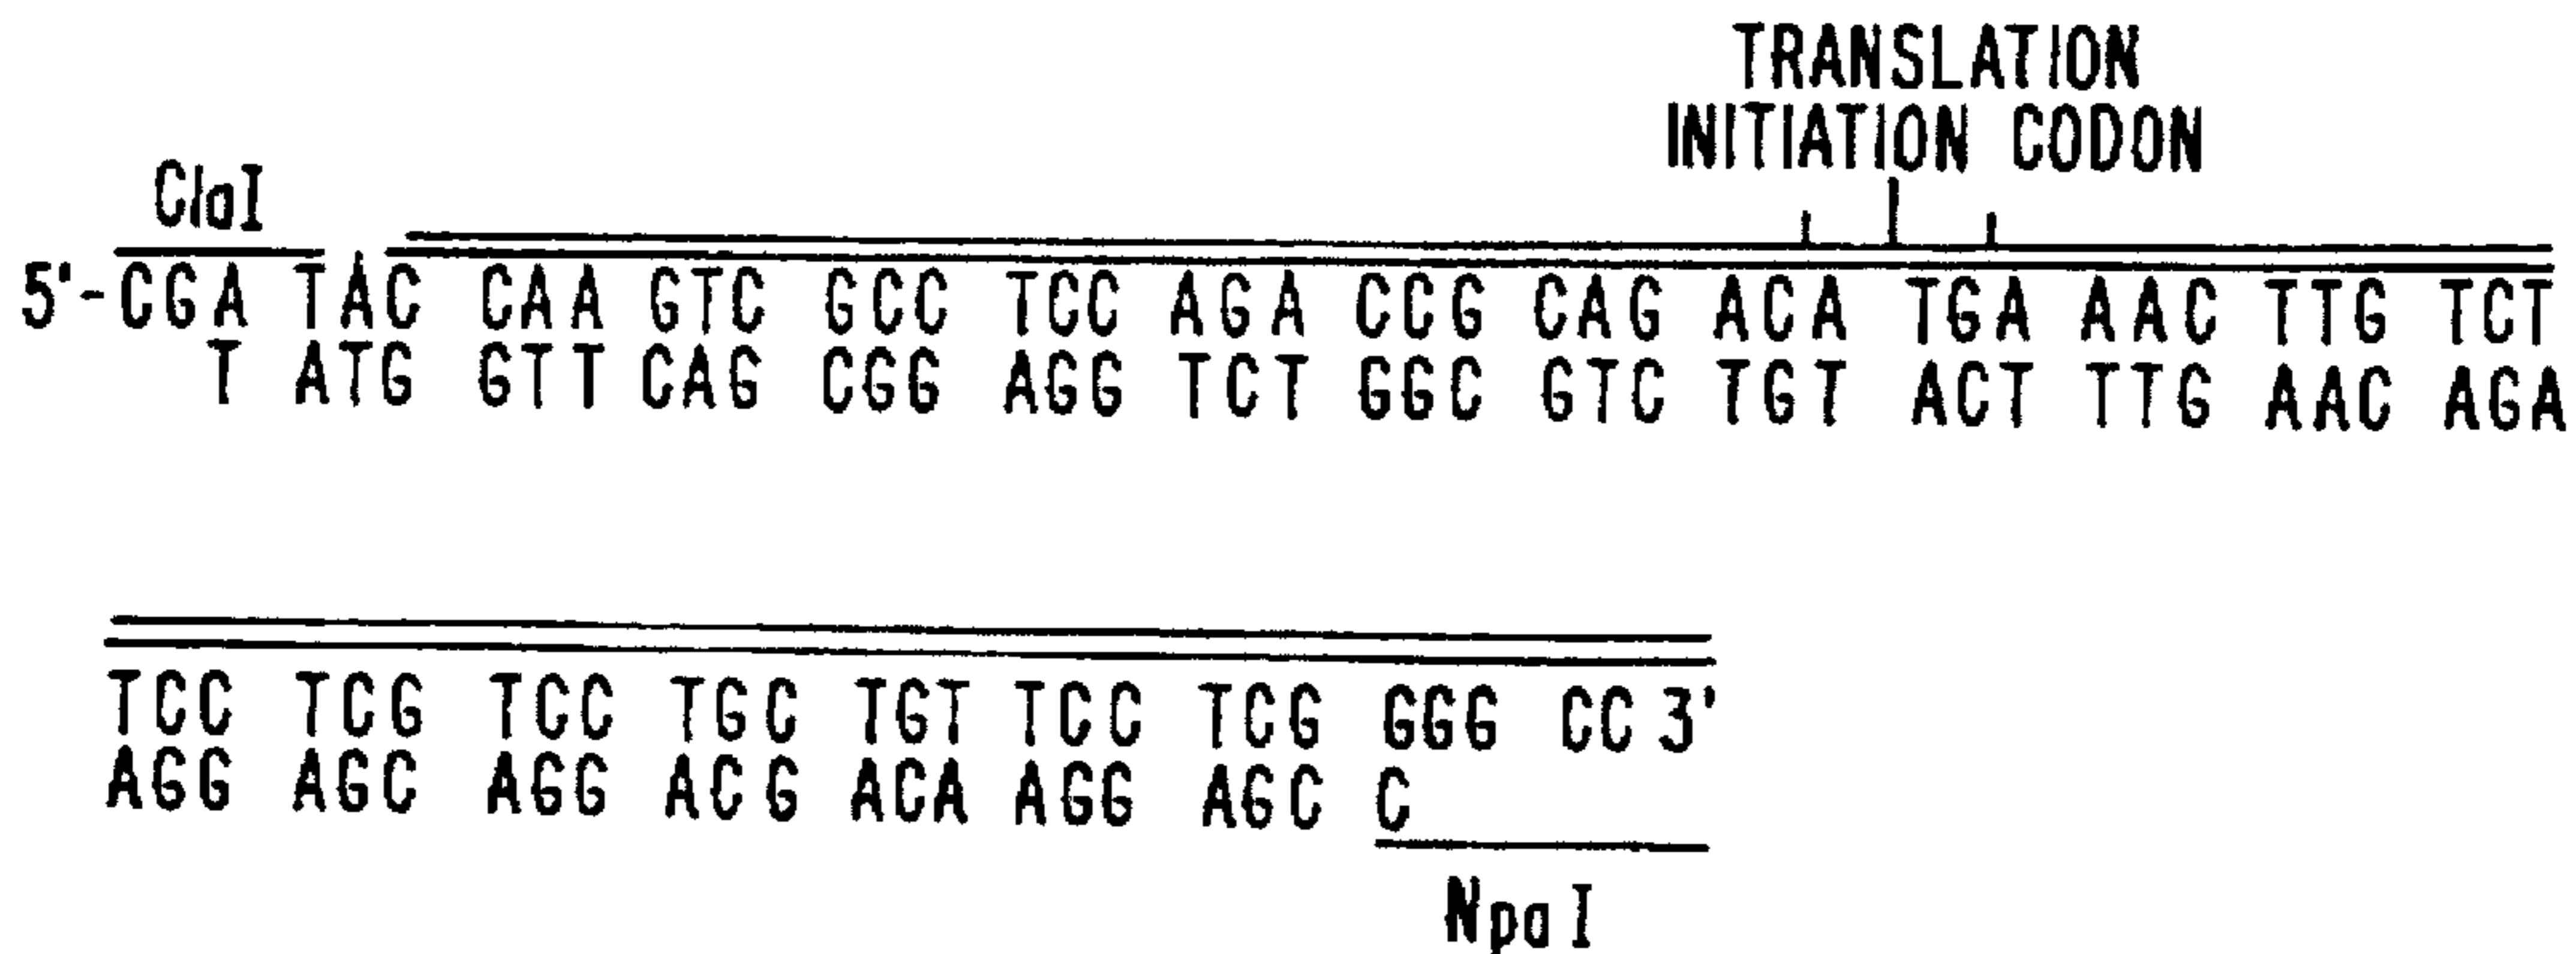 TRANSLATION
INITIATION CODON
ClaI
5'-CGA TAC CAA GTC GCC TCC AGA CCG CAG ACA TGA AAC TTG TCT
T ATG GTT CAG CGG AGG TCT GGC GTC TGT ACT TTG AAC AGA
TCC TCG TCC TGC TGT TCC TCG GGG CC 3'
AGG AGC AGG ACG ACA AGG AGC C
NpaI